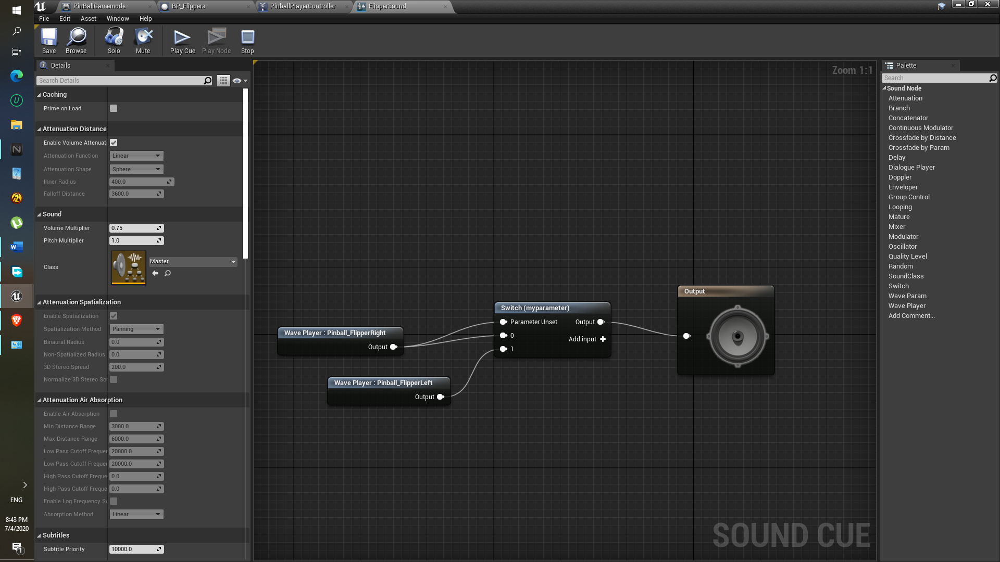 PinBallGamemode
BP_Flippers
PinballPlayerController
FlipperSound
File Edit Asset Window Help
Save Browse Solo Mute Play Cue Play Node Stop
Details
Search Details
Caching
Prime on Load
Attenuation Distance
Enable Volume Attenuati
Attenuation Function Linear
Attenuation Shape Sphere
Inner Radius 400.0
Falloff Distance 3600.0
Sound
Volume Multiplier 0.75
Pitch Multiplier 1.0
Class Master
Attenuation Spatialization
Enable Spatialization
Spatialization Method Panning
Binaural Radius 0.0
Non-Spatialized Radius 0.0
3D Stereo Spread 200.0
Normalize 3D Stereo Sou
Attenuation Air Absorption
Enable Air Absorption
Min Distance Range 3000.0
Max Distance Range 6000.0
Low Pass Cutoff Frequer 20000.0
Low Pass Cutoff Frequer 20000.0
High Pass Cutoff Freque 0.0
High Pass Cutoff Freque 0.0
Enable Log Frequency Sc
Absorption Method Linear
Subtitles
Subtitle Priority 10000.0
Zoom 1:1
Wave Player : Pinball_FlipperRight
Output
Wave Player : Pinball_FlipperLeft
Output
Switch (myparameter)
Parameter Unset Output
0
Add input
1
Output
SOUND CUE
Palette
Search
Sound Node
Attenuation
Branch
Concatenator
Continuous Modulator
Crossfade by Distance
Crossfade by Param
Delay
Dialogue Player
Doppler
Enveloper
Group Control
Looping
Mature
Mixer
Modulator
Oscillator
Quality Level
Random
SoundClass
Switch
Wave Param
Wave Player
Add Comment...
ENG
8:43 PM
7/4/2020
1